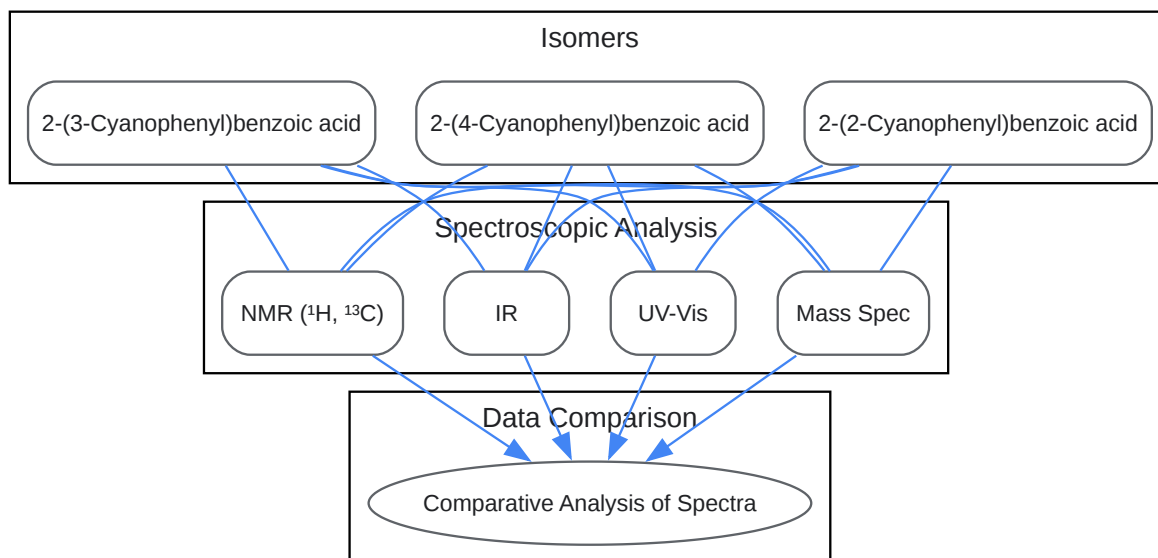 Isomers
2-(3-Cyanophenyl)benzoic acid
2-(4-Cyanophenyl)benzoic acid
2-(2-Cyanophenyl)benzoic acid
Spectroscopic Analysis
NMR (¹H, ¹³C)
IR
UV-Vis
Mass Spec
Data Comparison
Comparative Analysis of Spectra